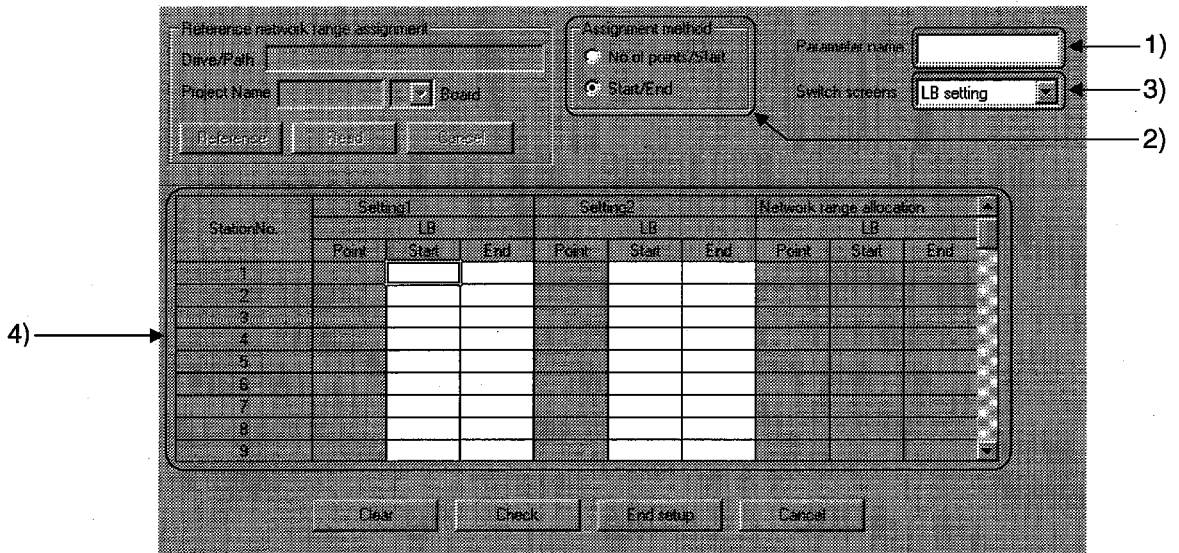 Reference network range assignment
Drive/Path
Project Name
Board
Reference
Read
Cancel
Assignment method
No.of points/Start
Start/End
Parameter name
1)
Switch screens
LB setting
3)
2)
4)
StationNo.
Setting1
Setting2
Network range allocation
LB
LB
LB
Point Start End Point Start End Point Start End
1
2
3
4
5
6
7
8
9
Clear
Check
End setup
Cancel